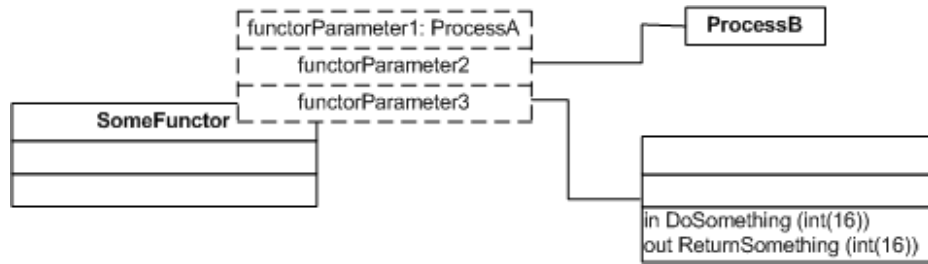 functorParameter1: ProcessA
functorParameter2
functorParameter3
ProcessB
SomeFunctor
in DoSomething (int(16))
out ReturnSomething (int(16))